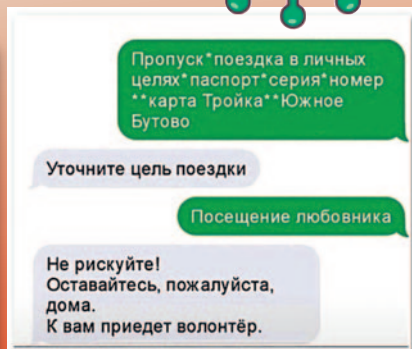 Пропуск*поездка в личных
целях*паспорт*серия*номер
**карта Тройка**Южное
Бутово
Уточните цель поездки
Посещение любовника
Не рискуйте!
Оставайтесь, пожалуйста,
дома.
К вам приедет волонтёр.